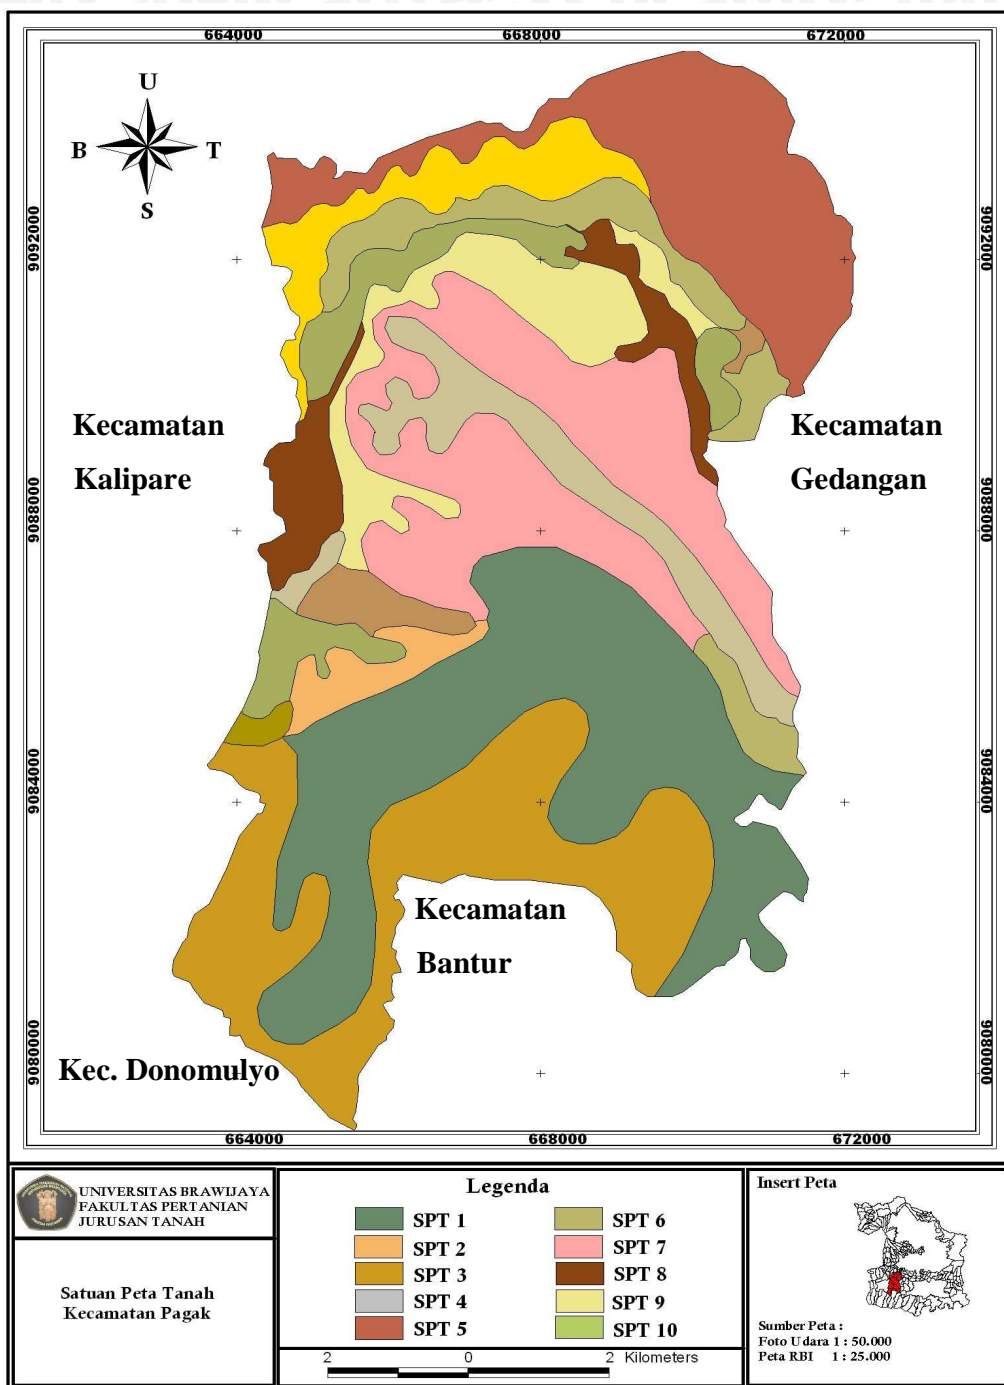 664000 668000 672000
U
B T
S
9092000 9092000
Kecamatan
Kalipare
Kecamatan
Gedangan
9088000 9088000
9084000 9084000
Kecamatan
Bantur
9080000 9080000
Kec. Donomulyo
664000 668000 672000
UNIVERSITAS BRAWIJAYA
FAKULTAS PERTANIAN
JURUSAN TANAH
Satuan Peta Tanah
Kecamatan Pagak
Legenda
SPT 1
SPT 2
SPT 3
SPT 4
SPT 5
SPT 6
SPT 7
SPT 8
SPT 9
SPT 10
2 0 2 Kilometers
Insert Peta
Sumber Peta :
Foto Udara 1 : 50.000
Peta RBI 1 : 25.000